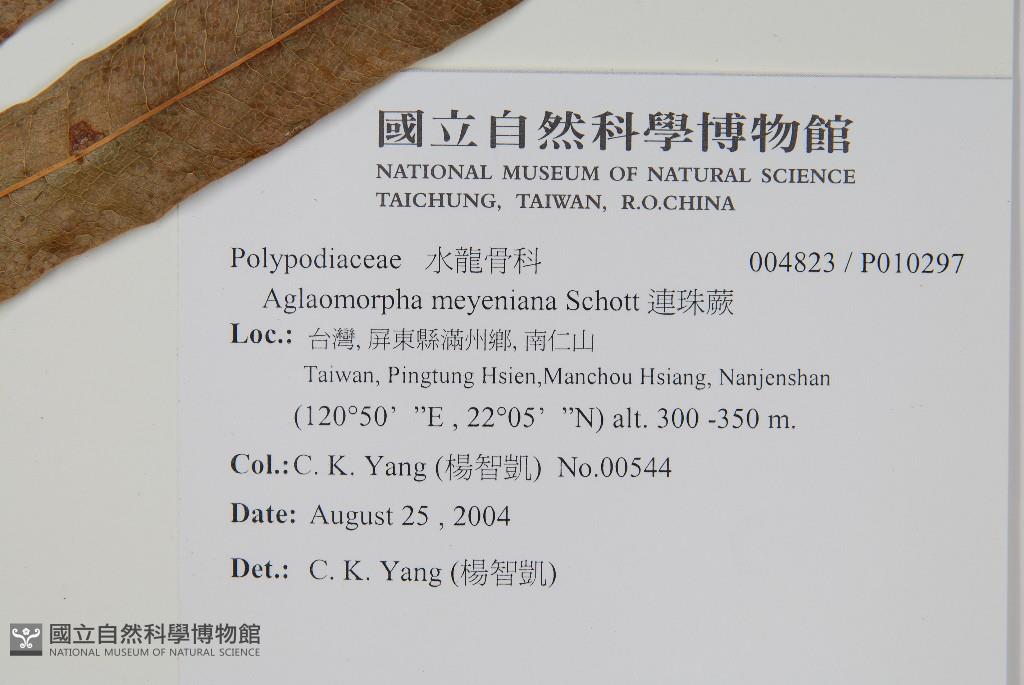 國立自然科學博物館
NATIONAL MUSEUM OF NATURAL SCIENCE
TAICHUNG, TAIWAN, R.O.CHINA
Polypodiaceae 水龍骨科 004823 / P010297
Aglaomorpha meyeniana Schott 連珠蕨
Loc.: 台灣, 屏東縣滿州鄉, 南仁山
Taiwan, Pingtung Hsien,Manchou Hsiang, Nanjenshan
(120°50’ ”E , 22°05’ ”N) alt. 300 -350 m.
Col.: C. K. Yang (楊智凱) No.00544
Date: August 25 , 2004
Det.: C. K. Yang (楊智凱)
國立自然科學博物館
NATIONAL MUSEUM OF NATURAL SCIENCE